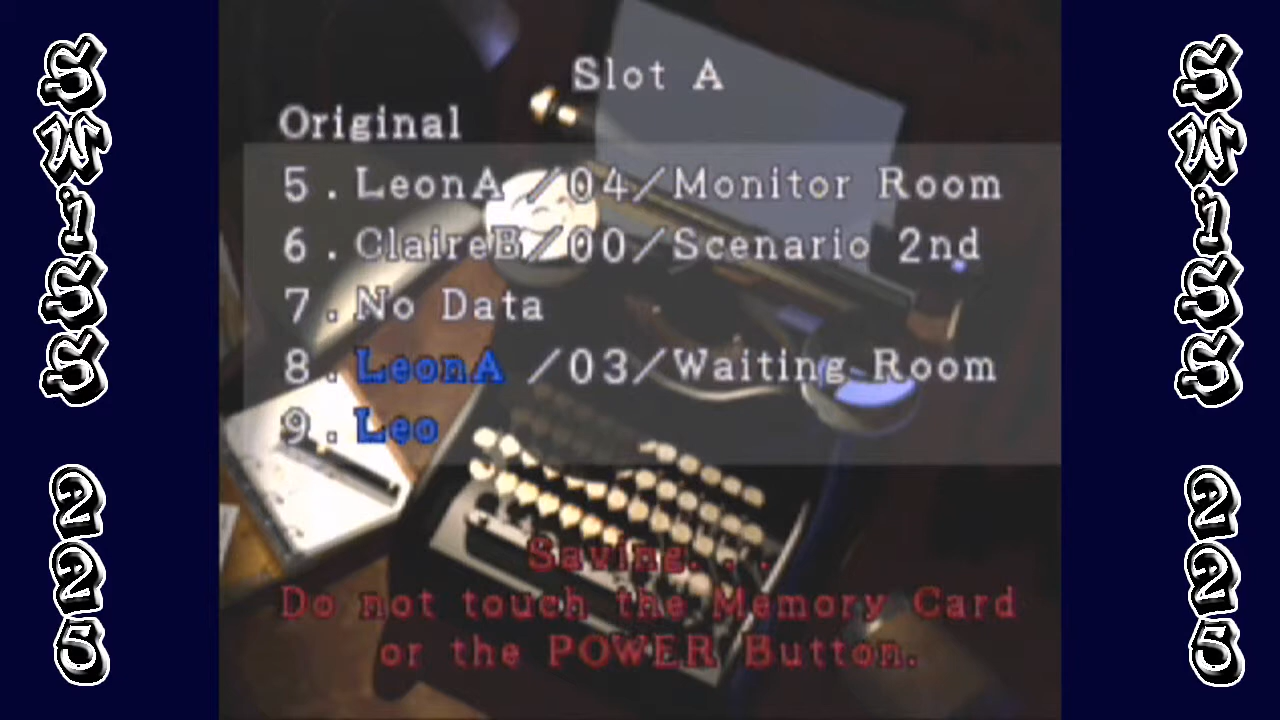 SWiSS 225
Slot A
Original
5. LeonA /04/Monitor Room
6. ClaireB/00/Scenario 2nd
7. No Data
8. LeonA /03/Waiting Room
9. Leo
Saving. . .
Do not touch the Memory Card
or the POWER Button.
SWiSS 225